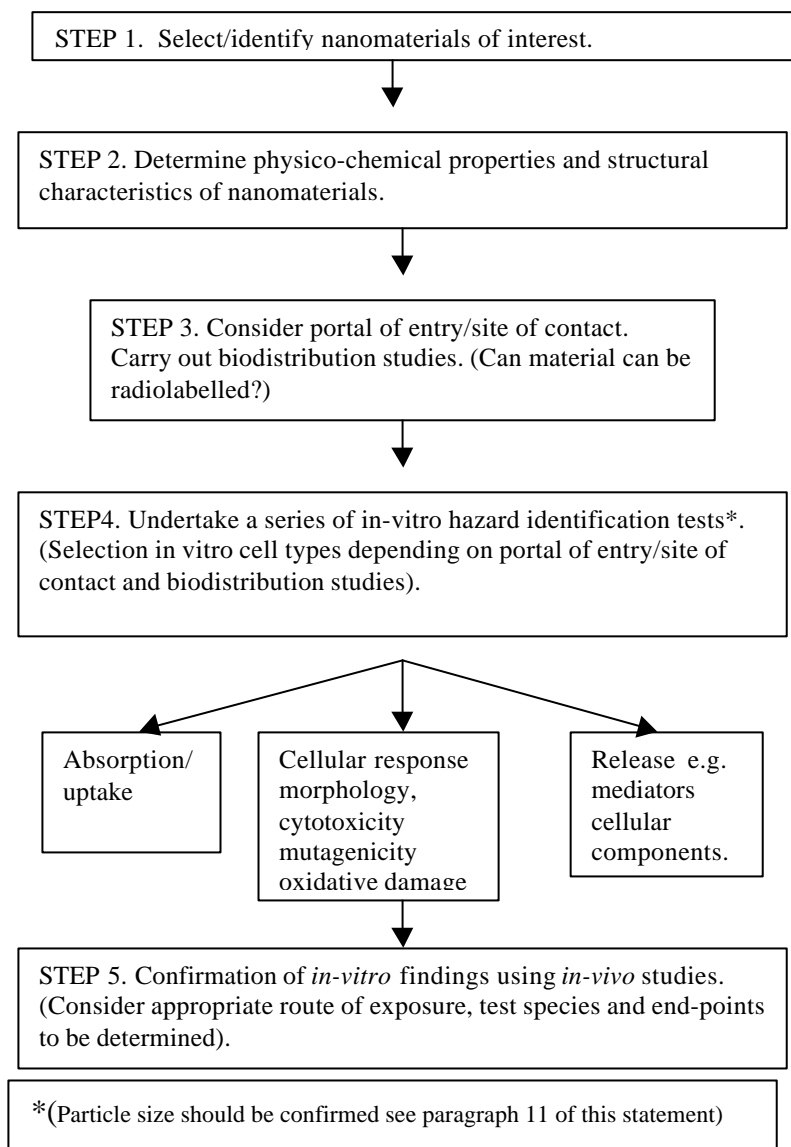 STEP 1.  Select/identify nanomaterials of interest.
STEP 2. Determine physico-chemical properties and structural
characteristics of nanomaterials.
STEP 3. Consider portal of entry/site of contact.
Carry out biodistribution studies. (Can material can be
radiolabelled?)
STEP4. Undertake a series of in-vitro hazard identification tests*.
(Selection in vitro cell types depending on portal of entry/site of
contact and biodistribution studies).
Absorption/
uptake
Cellular response
morphology,
cytotoxicity
mutagenicity
oxidative damage
Release  e.g.
mediators
cellular
components.
STEP 5. Confirmation of in-vitro findings using in-vivo studies.
(Consider appropriate route of exposure, test species and end-points
to be determined).
*(Particle size should be confirmed see paragraph 11 of this statement)